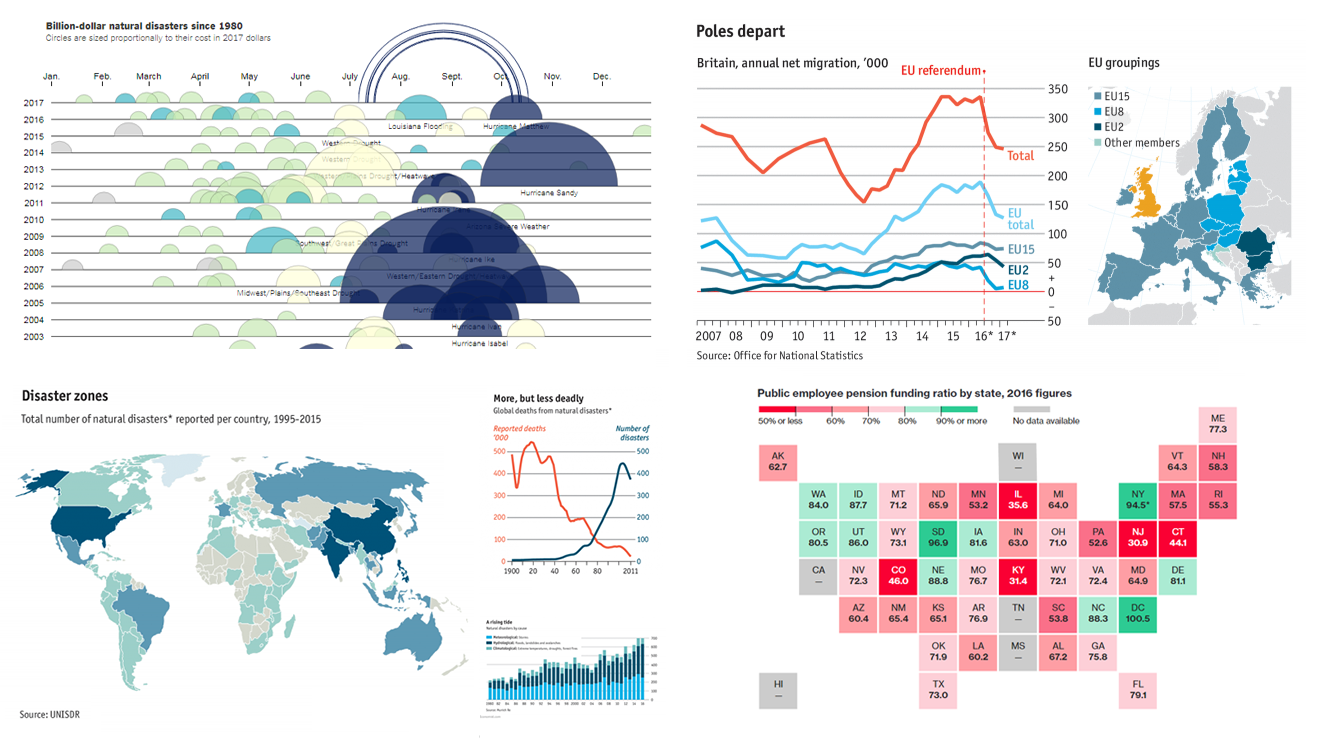 Billion-dollar natural disasters since 1980
Circles are sized proportionally to their cost in 2017 dollars
Jan. Feb. March April May June July Aug. Sept. Oct. Nov. Dec.
2017
2016
Louisiana Flooding Hurricane Matthew
2015
Western Drought
2014
Western Drought
2013
Western Drought/Heatwave
2012
Hurricane Sandy
2011
2010
Severe Weather
2009
Southwest/Great Plains Drought
2008
Hurricane Ike
2007
Western/Eastern Drought/Heatwave
2006
Midwest/Plains/Southeast Drought
2005
2004
Hurricane Ivan
2003
Hurricane Isabel
Poles depart
Britain, annual net migration, ’000
EU referendum
350
300
250
200
150
100
50
+
0
–
50
Total
EU total
EU15
EU2
EU8
2007 08 09 10 11 12 13 14 15 16* 17*
Source: Office for National Statistics
EU groupings
EU15
EU8
EU2
Other members
Disaster zones
Total number of natural disasters* reported per country, 1995-2015
Source: UNISDR
More, but less deadly
Global deaths from natural disasters*
Reported deaths ’000
Number of disasters
500 500
400 400
300 300
200 200
100 100
0 0
1900 20 40 60 80 2011
A rising tide
Natural disasters by cause
Public employee pension funding ratio by state, 2016 figures
50% or less 60% 70% 80% 90% or more No data available
ME
77.3
AK WI VT NH
62.7 — 64.3 58.3
WA ID MT ND MN IL MI NY MA RI
84.0 87.7 71.2 65.9 53.2 35.6 64.0 94.5* 57.5 55.3
OR UT WY SD IA IN OH PA NJ CT
80.5 86.0 73.1 96.9 81.6 63.0 71.0 52.6 30.9 44.1
CA NV CO NE MO KY WV VA MD DE
— 72.3 46.0 88.8 76.7 31.4 72.1 72.4 64.9 81.1
AZ NM KS AR TN SC NC DC
60.4 65.4 65.1 76.9 — 53.8 88.3 100.5
OK LA MS AL GA
71.9 60.2 — 67.2 75.8
HI TX FL
— 73.0 79.1